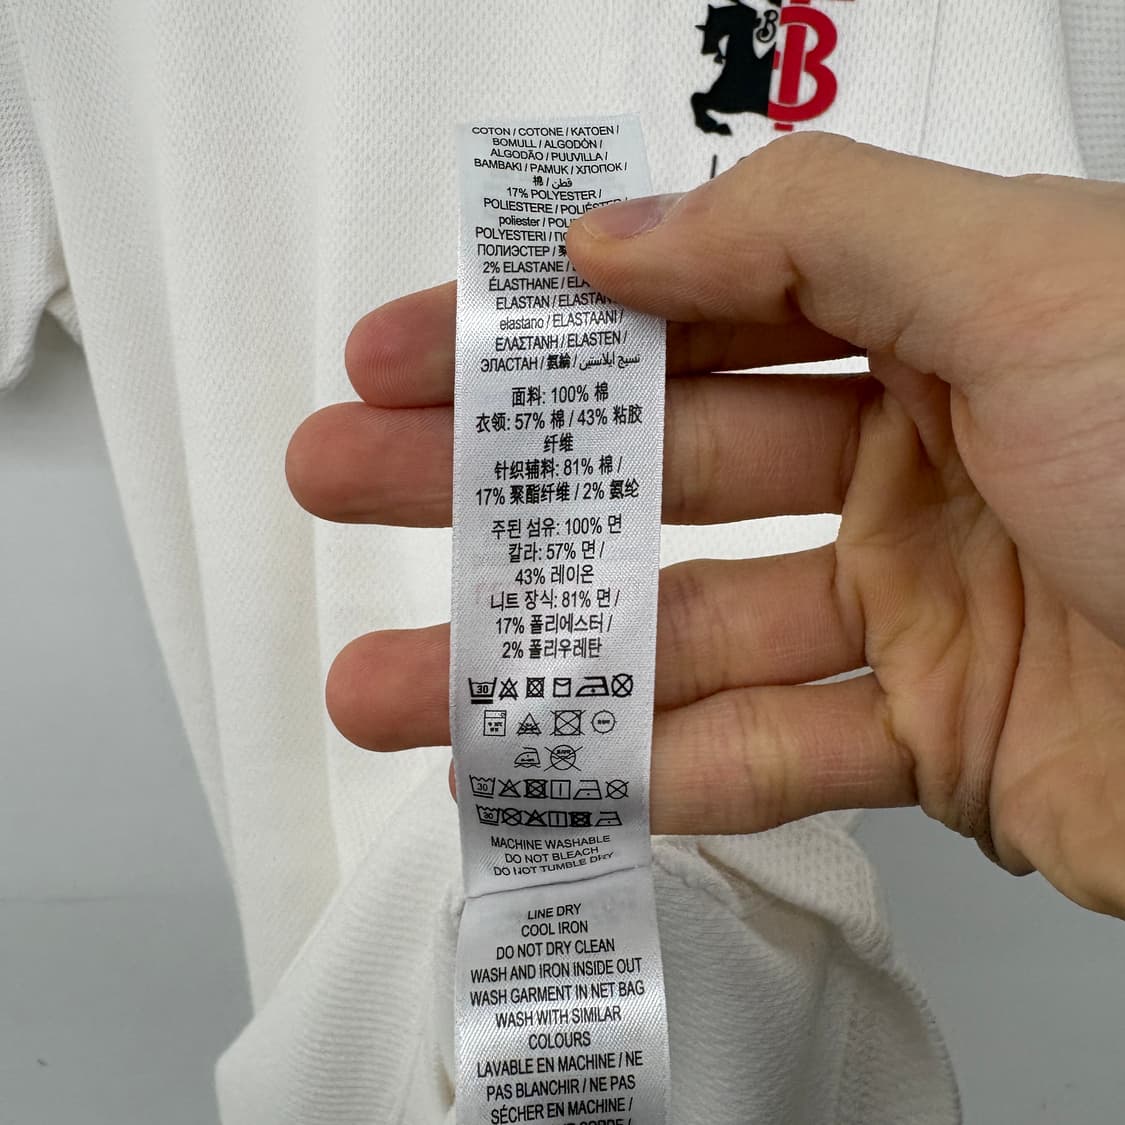 B
B
COTON / COTONE / KATOEN /
BOMULL / ALGODÓN /
ALGODÃO / PUUVILLA /
BAMBAKI / PAMUK / ХЛОПОК /
棉 / قطن /
17% POLYESTER /
POLIESTERE /
poliester /
POLYESTERI /
ПОЛИЭСТЕР /
2% ELASTANE /
ÉLASTHANE /
ELASTAN / ELASTAN
elastano / ELASTAANI /
ΕΛΑΣΤΑΝΗ / ELASTEN /
ЭЛАСТАН / 氨綸 / نسيج ايلاستين /
面料: 100% 棉
衣领: 57% 棉 / 43% 粘胶
纤维
针织辅料: 81% 棉 /
17% 聚酯纤维 / 2% 氨纶
주된 섬유: 100% 면
칼라: 57% 면 /
43% 레이온
니트 장식: 81% 면 /
17% 폴리에스터 /
2% 폴리우레탄
30
30
30
MACHINE WASHABLE
DO NOT BLEACH
DO NOT TUMBLE DRY
LINE DRY
COOL IRON
DO NOT DRY CLEAN
WASH AND IRON INSIDE OUT
WASH GARMENT IN NET BAG
WASH WITH SIMILAR
COLOURS
LAVABLE EN MACHINE / NE
PAS BLANCHIR / NE PAS
SÉCHER EN MACHINE /